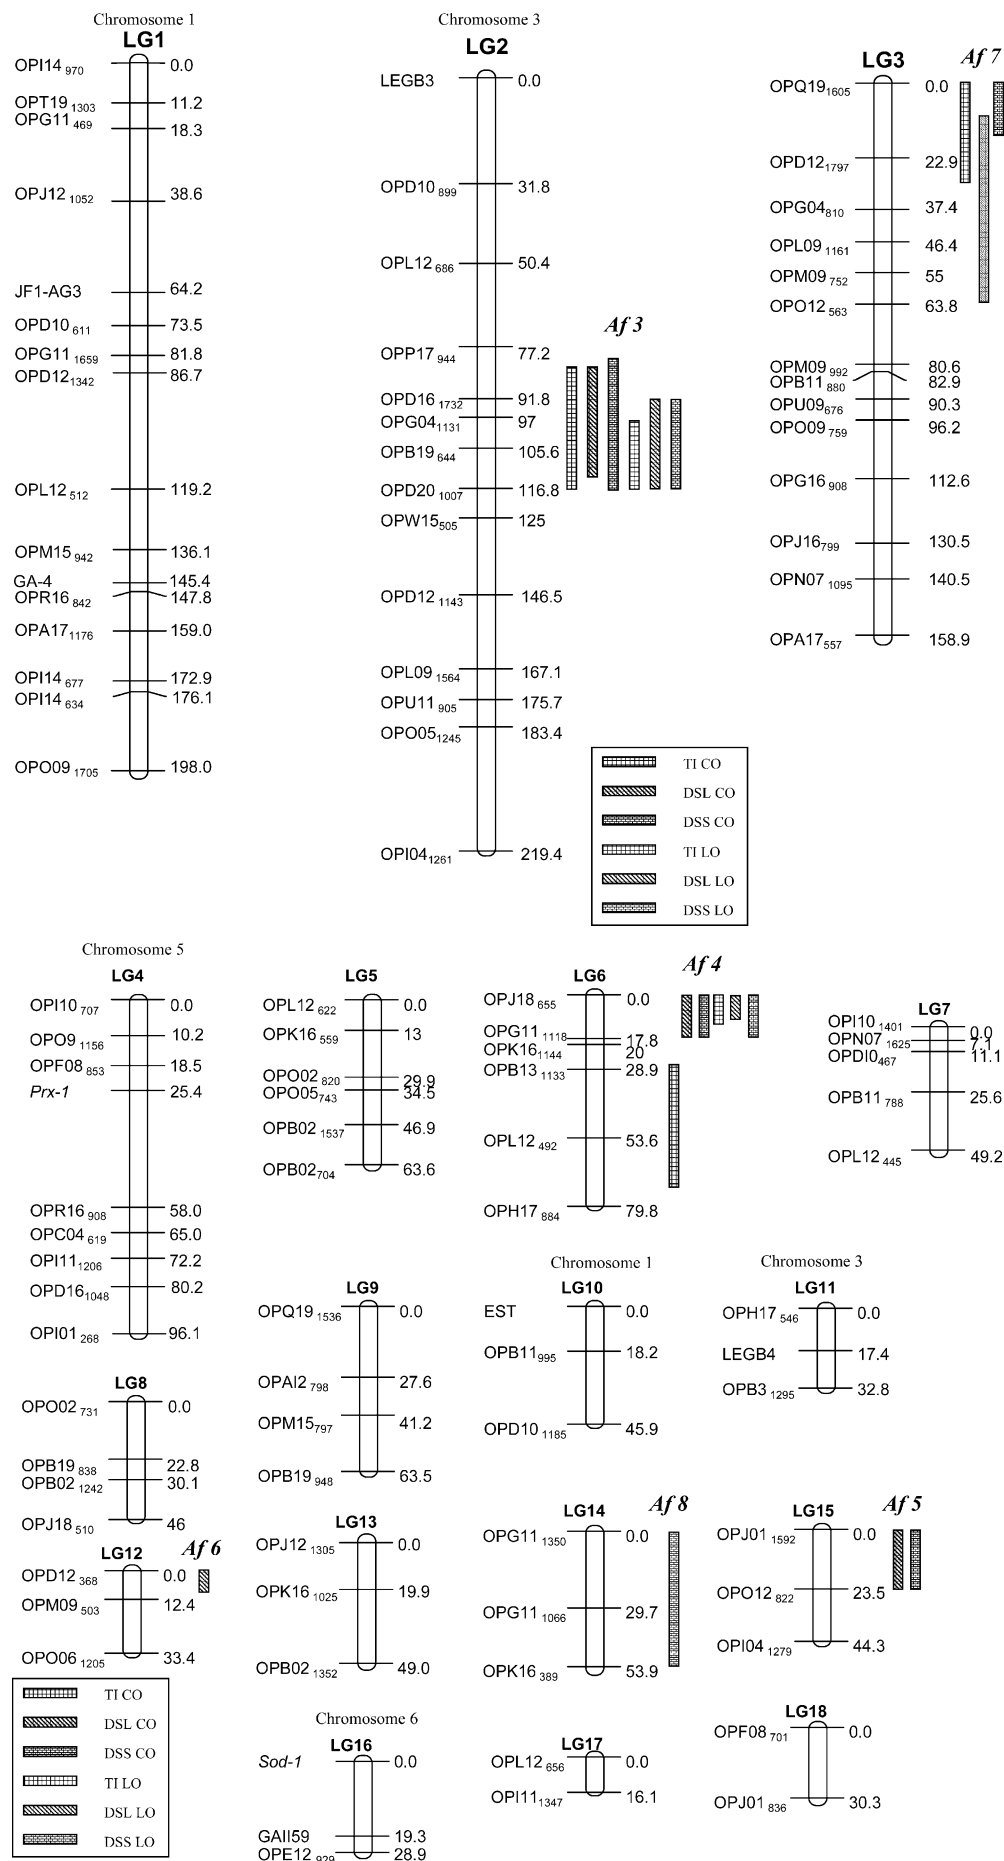 Chromosome 1
LG1
OPI14 970 0.0
OPT19 1303 11.2
OPG11 469 18.3
OPJ12 1052 38.6
JF1-AG3 64.2
OPD10 611 73.5
OPG11 1659 81.8
OPD12 1342 86.7
OPL12 512 119.2
OPM15 942 136.1
GA-4 145.4
OPR16 842 147.8
OPA17 1176 159.0
OPI14 677 172.9
OPI14 634 176.1
OPO09 1705 198.0
Chromosome 3
LG2
LEGB3 0.0
OPD10 899 31.8
OPL12 686 50.4
Af 3
OPP17 944 77.2
OPD16 1732 91.8
OPG04 1131 97
OPB19 644 105.6
OPD20 1007 116.8
OPW15 505 125
OPD12 1143 146.5
OPL09 1564 167.1
OPU11 905 175.7
OPO05 1245 183.4
OPI04 1261 219.4
LG3
Af 7
OPQ19 1605 0.0
OPD12 1797 22.9
OPG04 810 37.4
OPL09 1161 46.4
OPM09 752 55
OPO12 563 63.8
OPM09 992 80.6
OPB11 880 82.9
OPU09 676 90.3
OPO09 759 96.2
OPG16 908 112.6
OPJ16 799 130.5
OPN07 1095 140.5
OPA17 557 158.9
TI CO
DSL CO
DSS CO
TI LO
DSL LO
DSS LO
Chromosome 5
LG4
OPI10 707 0.0
OPO9 1156 10.2
OPF08 853 18.5
Prx-1 25.4
OPR16 908 58.0
OPC04 619 65.0
OPI11 1206 72.2
OPD16 1048 80.2
OPI01 268 96.1
LG5
OPL12 622 0.0
OPK16 559 13
OPO02 820 29.9
OPO05 743 34.5
OPB02 1537 46.9
OPB02 704 63.6
LG6
Af 4
OPJ18 655 0.0
OPG11 1118 17.8
OPK16 1144 20
OPB13 1133 28.9
OPL12 492 53.6
OPH17 884 79.8
LG7
OPI10 1401 0.0
OPN07 1625 7.1
OPDI0 467 11.1
OPB11 788 25.6
OPL12 445 49.2
LG8
OPO02 731 0.0
OPB19 838 22.8
OPB02 1242 30.1
OPJ18 510 46
LG9
OPQ19 1536 0.0
OPAI2 798 27.6
OPM15 797 41.2
OPB19 948 63.5
Chromosome 1
LG10
EST 0.0
OPB11 995 18.2
OPD10 1185 45.9
Chromosome 3
LG11
OPH17 546 0.0
LEGB4 17.4
OPB3 1295 32.8
LG12
Af 6
OPD12 368 0.0
OPM09 503 12.4
OPO06 1205 33.4
LG13
OPJ12 1305 0.0
OPK16 1025 19.9
OPB02 1352 49.0
LG14
Af 8
OPG11 1350 0.0
OPG11 1066 29.7
OPK16 389 53.9
LG15
Af 5
OPJ01 1592 0.0
OPO12 822 23.5
OPI04 1279 44.3
TI CO
DSL CO
DSS CO
TI LO
DSL LO
DSS LO
Chromosome 6
LG16
Sod-1 0.0
GAII59 19.3
OPE12 929 28.9
LG17
OPL12 656 0.0
OPI11 1347 16.1
LG18
OPF08 701 0.0
OPJ01 836 30.3